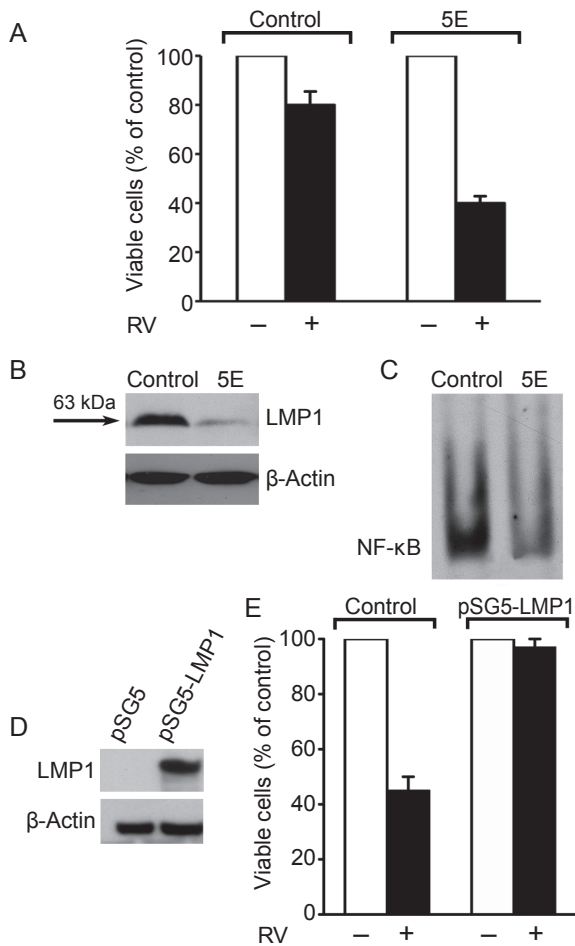 A
Control 5E
Viable cells (% of control)
100
80
60
40
20
0
RV – + – +
B
Control 5E
63 kDa
LMP1
β-Actin
C
Control 5E
NF-κB
D
pSG5 pSG5-LMP1
LMP1
β-Actin
E
Control pSG5-LMP1
Viable cells (% of control)
100
80
60
40
20
0
RV – + – +